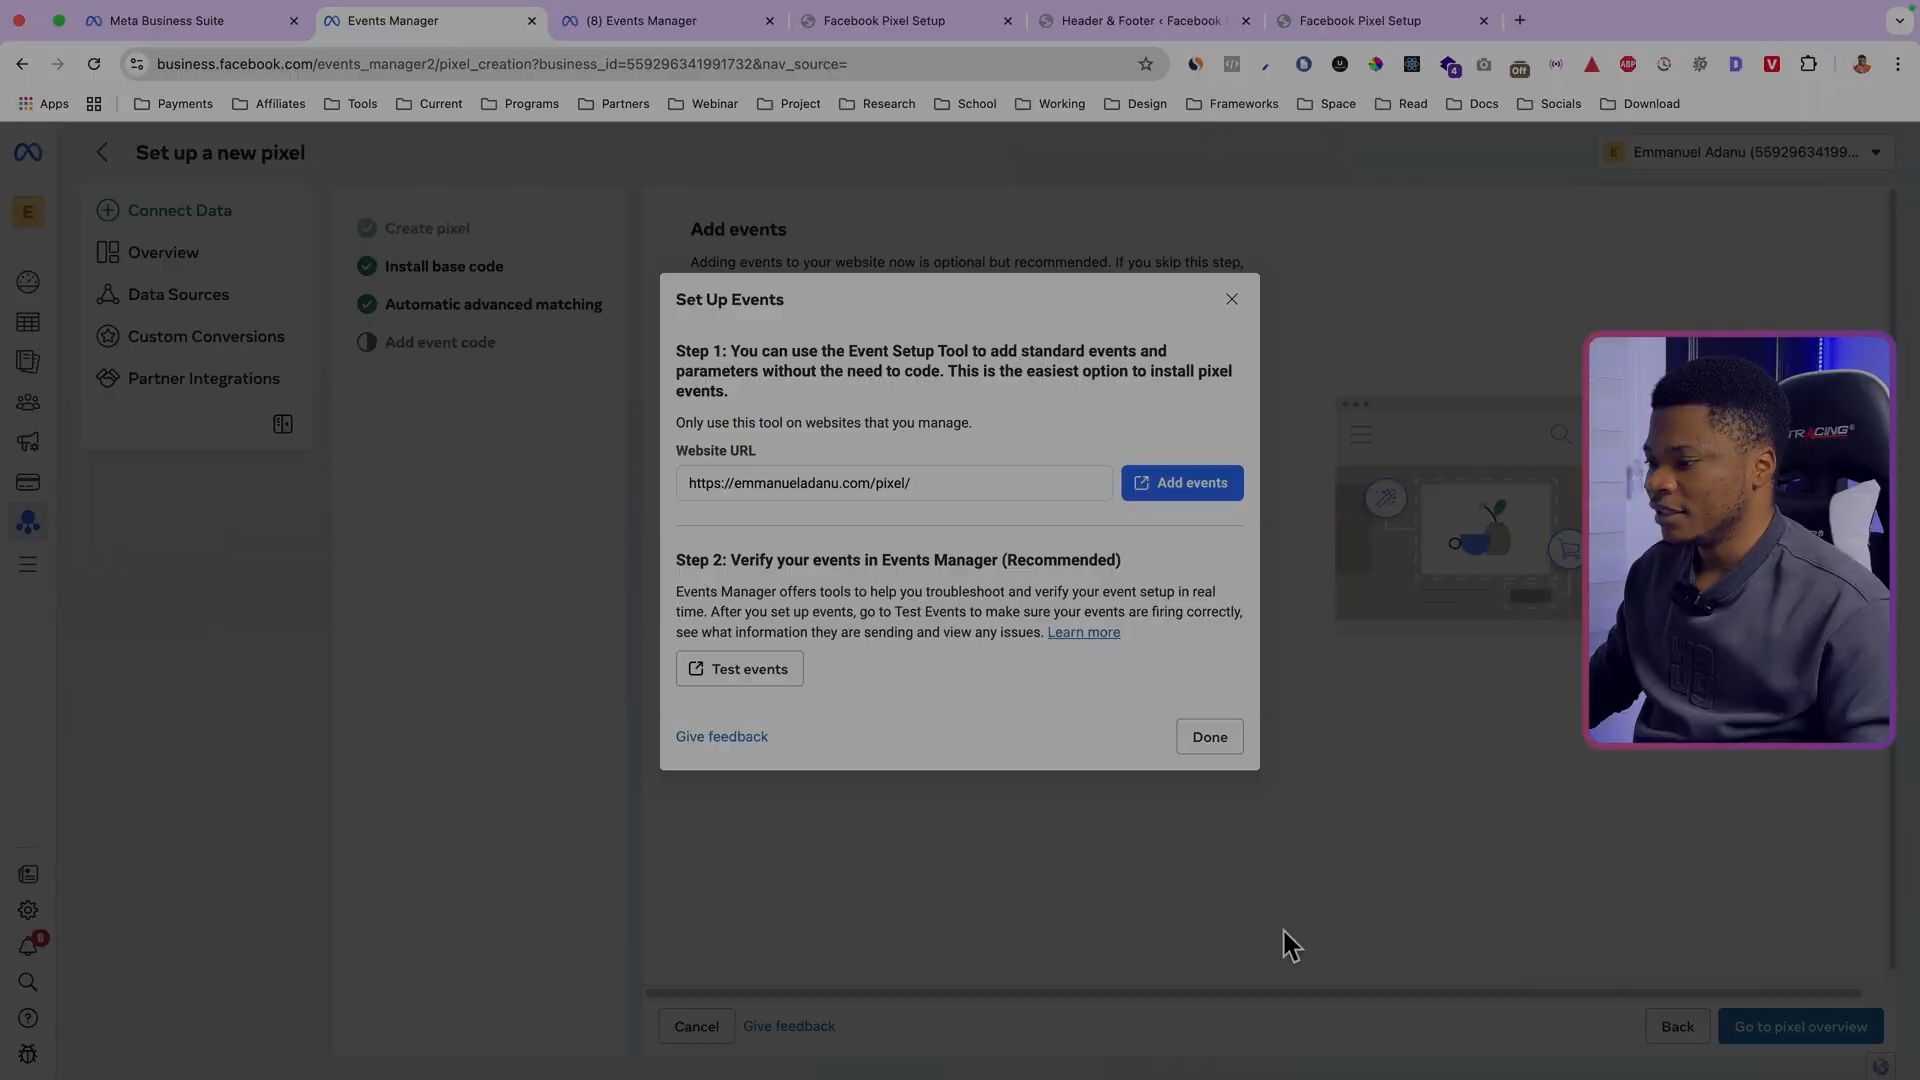 Meta Business Suite
Events Manager
(8) Events Manager
Facebook Pixel Setup
Header & Footer ‹ Facebook
Facebook Pixel Setup
business.facebook.com/events_manager2/pixel_creation?business_id=559296341991732&nav_source=
4
Off
ABP
Apps
Payments
Affiliates
Tools
Current
Programs
Partners
Webinar
Project
Research
School
Working
Design
Frameworks
Space
Read
Docs
Socials
Download
Set up a new pixel
E
Emmanuel Adanu (55929634199...
E
Connect Data
Overview
Data Sources
Custom Conversions
Partner Integrations
Create pixel
Install base code
Automatic advanced matching
Add event code
Add events
Adding events to your website now is optional but recommended. If you skip this step,
Set Up Events
Step 1: You can use the Event Setup Tool to add standard events and
parameters without the need to code. This is the easiest option to install pixel
events.
Only use this tool on websites that you manage.
Website URL
https://emmanueladanu.com/pixel/
Add events
Step 2: Verify your events in Events Manager (Recommended)
Events Manager offers tools to help you troubleshoot and verify your event setup in real
time. After you set up events, go to Test Events to make sure your events are firing correctly,
see what information they are sending and view any issues. Learn more
Test events
Give feedback
Done
TRACING
Cancel
Give feedback
Back
Go to pixel overview